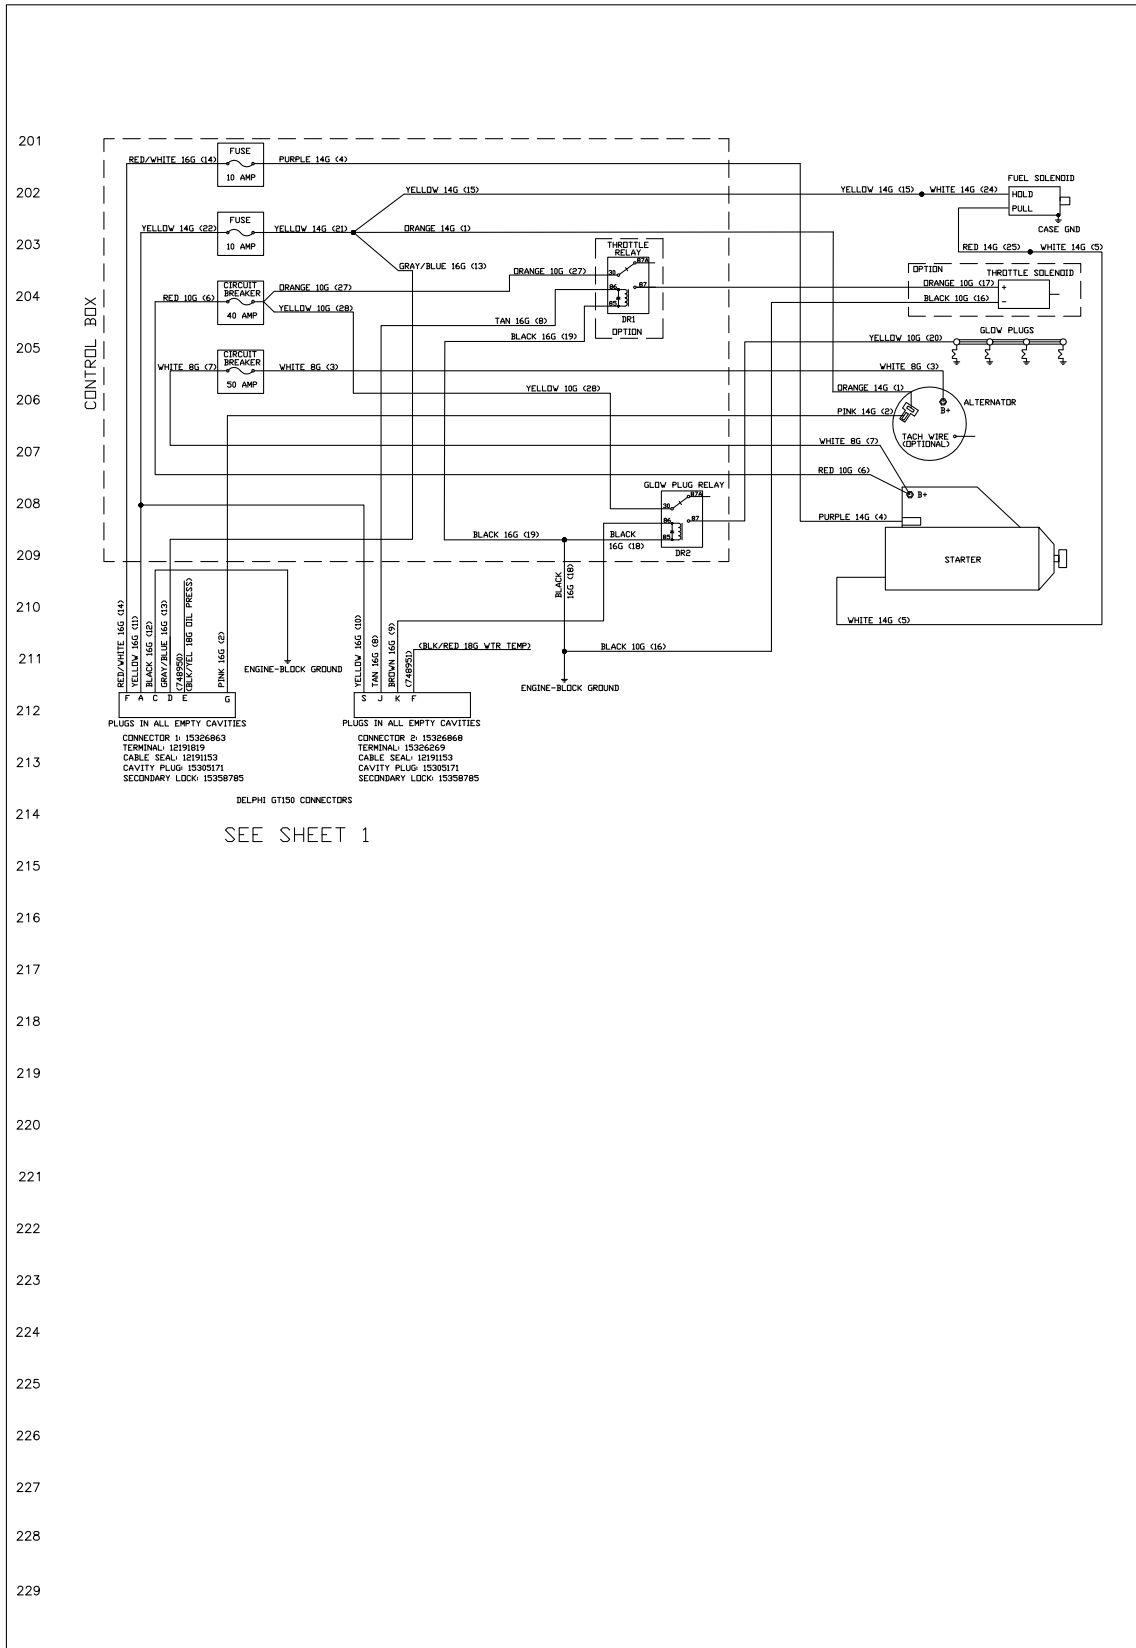 201
FUSE
RED/WHITE 16G (14)
PURPLE 14G (4)
10 AMP
FUEL SOLENOID
202
YELLOW 14G (15)
YELLOW 14G (15)
WHITE 14G (24)
HOLD
PULL
FUSE
YELLOW 14G (22)
YELLOW 14G (21)
ORANGE 14G (1)
CASE GND
203
10 AMP
THROTTLE
RELAY
RED 14G (25)
WHITE 14G (5)
87A
GRAY/BLUE 16G (13)
ORANGE 10G (27)
30
OPTION
THROTTLE SOLENOID
CIRCUIT
BREAKER
ORANGE 10G (27)
86
87
ORANGE 10G (17)
+
204
RED 10G (6)
BLACK 10G (16)
-
40 AMP
YELLOW 10G (28)
85
TAN 16G (8)
DR1
BLACK 16G (19)
OPTION
GLOW PLUGS
YELLOW 10G (20)
205
CONTROL BOX
CIRCUIT
BREAKER
WHITE 8G (7)
WHITE 8G (3)
WHITE 8G (3)
50 AMP
YELLOW 10G (28)
ORANGE 14G (1)
206
B+
ALTERNATOR
PINK 14G (2)
TACH WIRE
(OPTIONAL)
WHITE 8G (7)
207
RED 10G (6)
GLOW PLUG RELAY
87A
B+
208
30
86
87
PURPLE 14G (4)
BLACK 16G (19)
BLACK
16G (18)
85
DR2
209
STARTER
BLACK
16G (18)
210
WHITE 14G (5)
RED/WHITE 16G (14)
YELLOW 16G (11)
BLACK 16G (12)
GRAY/BLUE 16G (13)
(748950)
(BLK/YEL 18G OIL PRESS)
PINK 16G (2)
YELLOW 16G (10)
TAN 16G (8)
BROWN 16G (9)
(748951)
(BLK/RED 18G WTR TEMP)
BLACK 10G (16)
211
ENGINE-BLOCK GROUND
ENGINE-BLOCK GROUND
F A C D E G
S J K F
212
PLUGS IN ALL EMPTY CAVITIES
PLUGS IN ALL EMPTY CAVITIES
CONNECTOR 1: 15326863
TERMINAL: 12191819
CABLE SEAL: 12191153
CAVITY PLUG: 15305171
SECONDARY LOCK: 15358785
CONNECTOR 2: 15326868
TERMINAL: 15326269
CABLE SEAL: 12191153
CAVITY PLUG: 15305171
SECONDARY LOCK: 15358785
213
DELPHI GT150 CONNECTORS
214
SEE SHEET 1
215
216
217
218
219
220
221
222
223
224
225
226
227
228
229